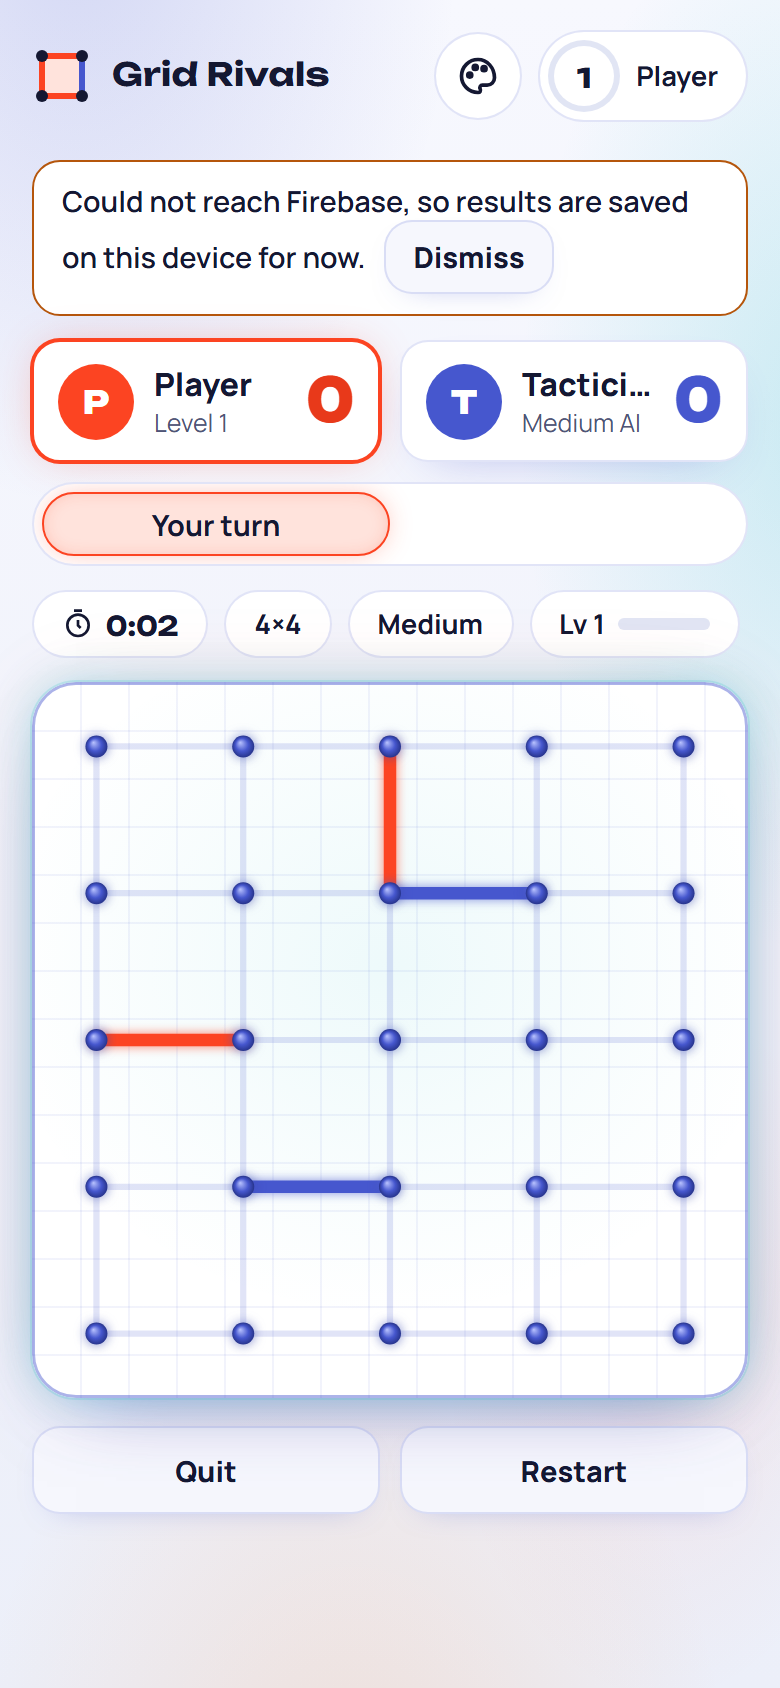 Grid Rivals
1 Player
Could not reach Firebase, so results are saved
on this device for now. Dismiss
P Player 0
Level 1
T Tactici... 0
Medium AI
Your turn
0:02 4×4 Medium Lv 1
Quit Restart